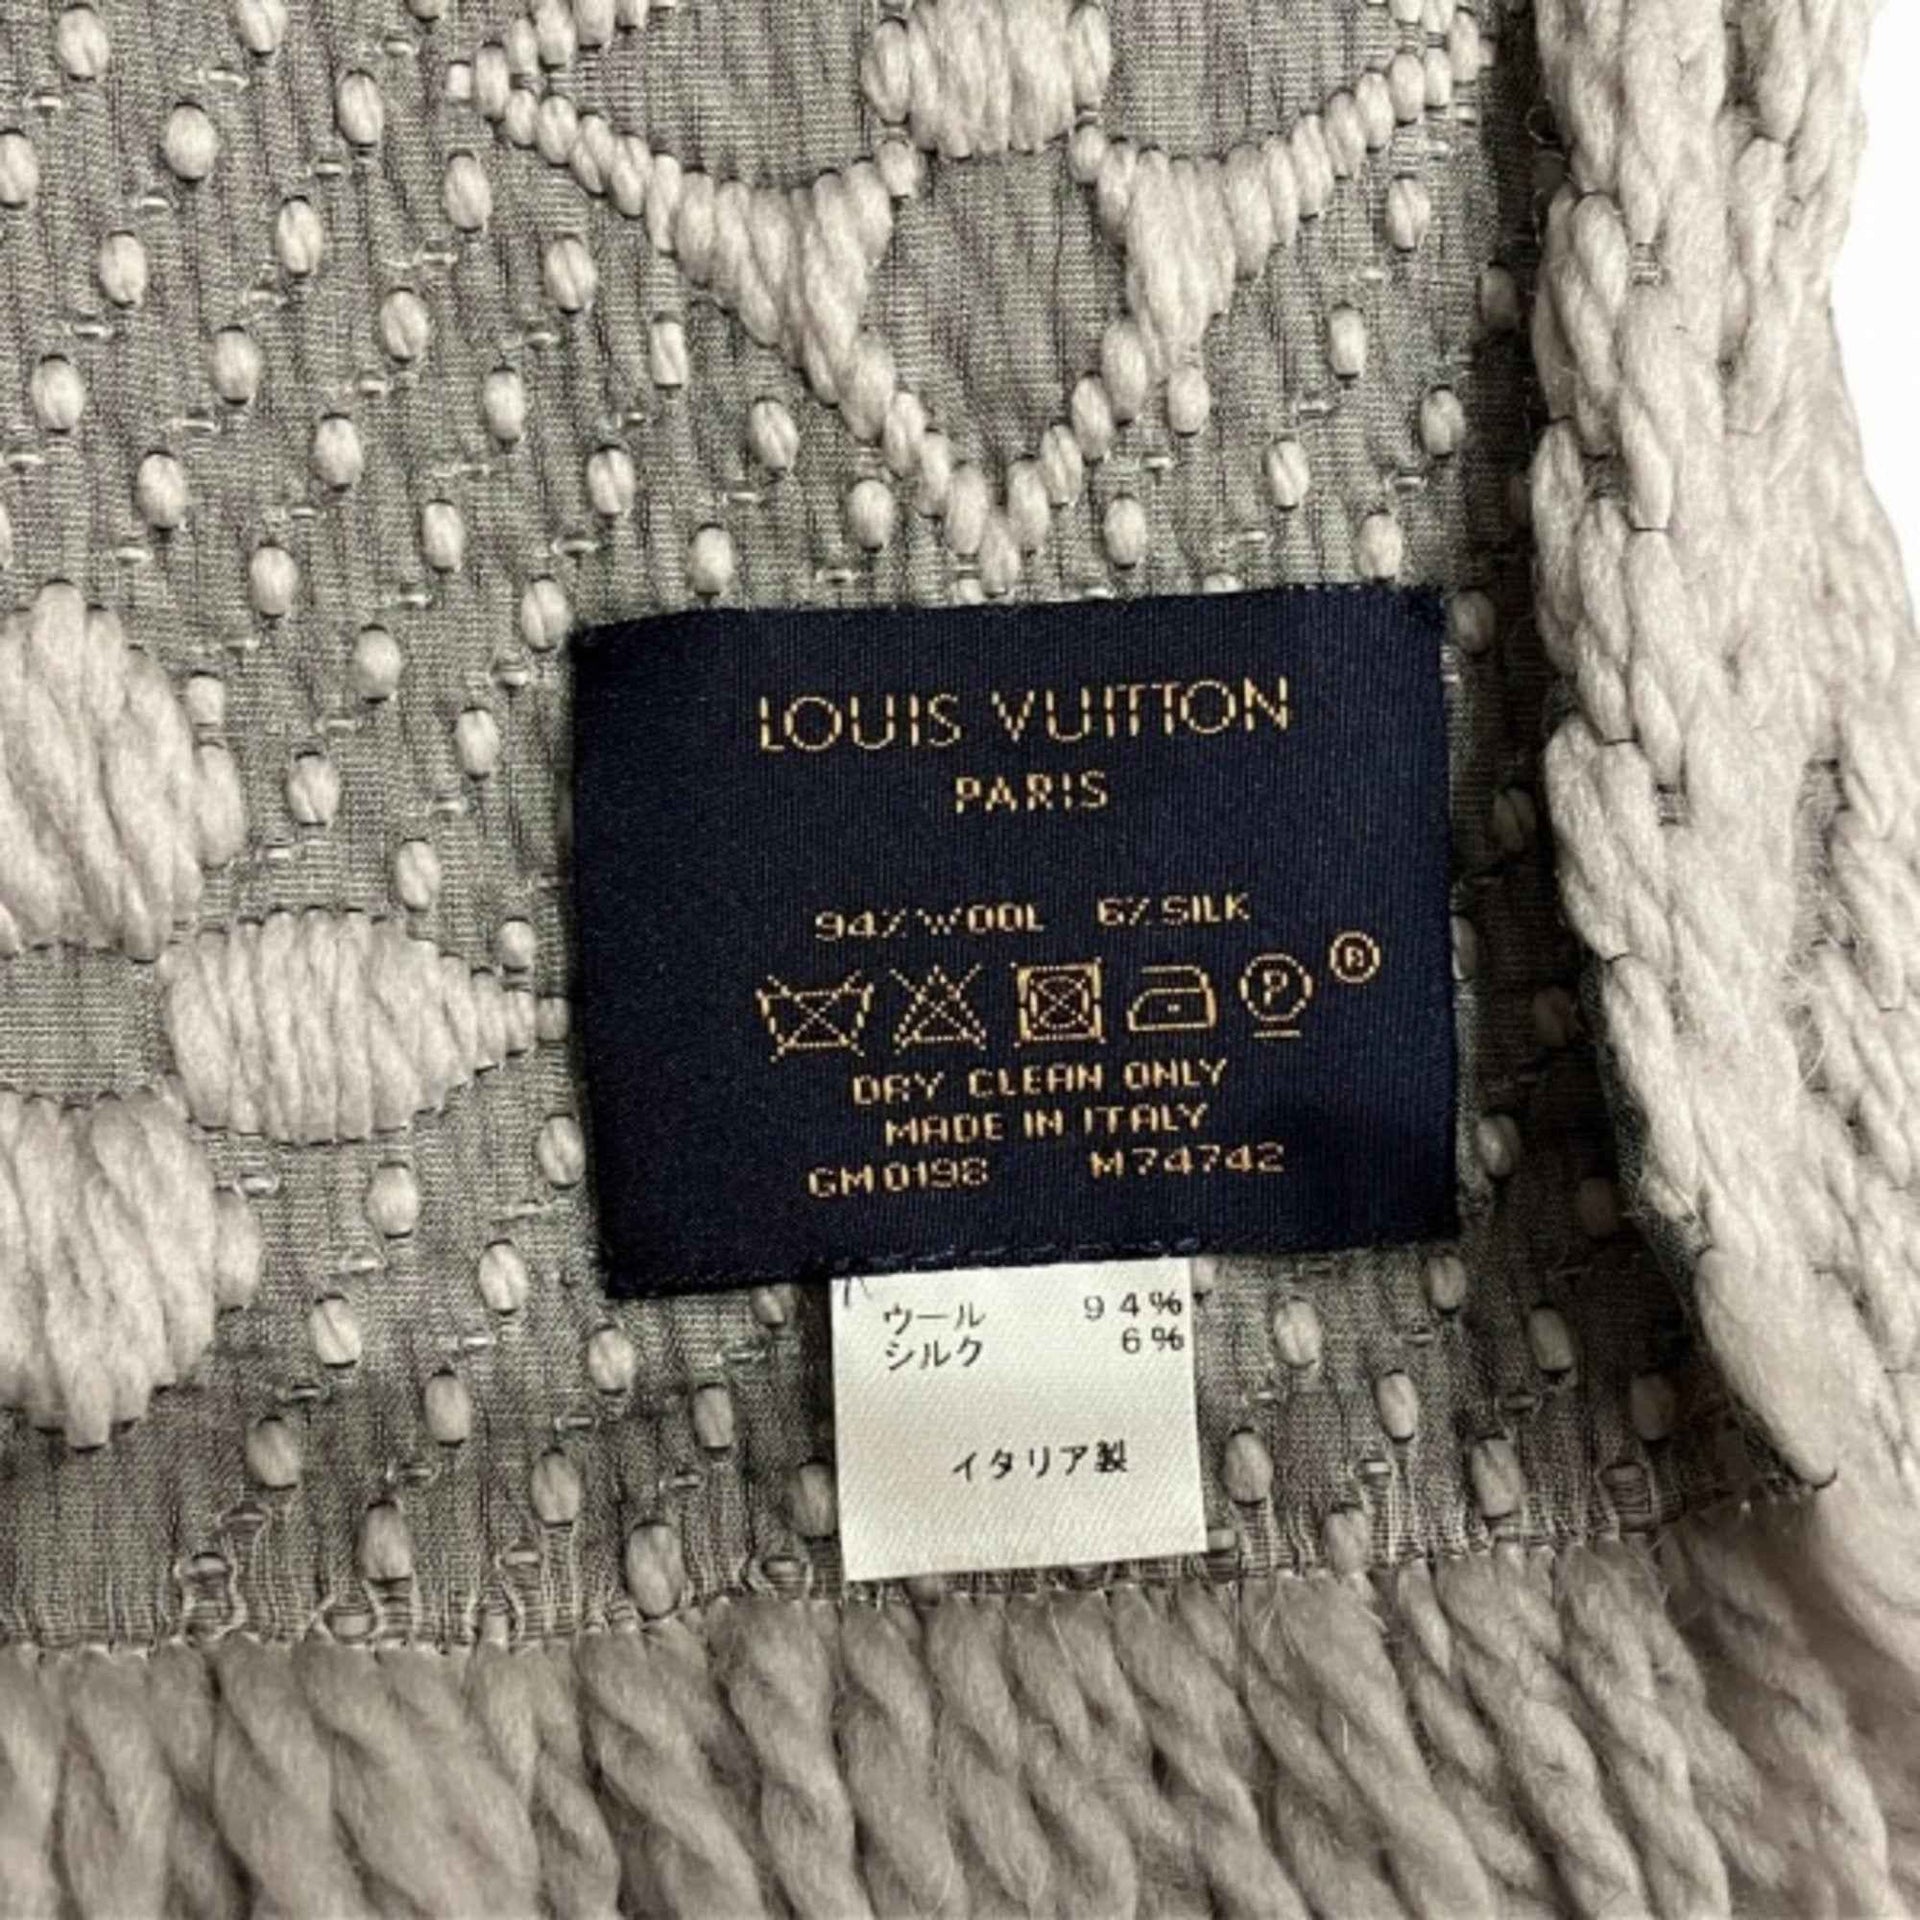 LOUIS VUITTON
PARIS
94% WOOL 6% SILK
P ®
DRY CLEAN ONLY
MADE IN ITALY
GM0198 M74742
ウール 94%
シルク 6%
イタリア製